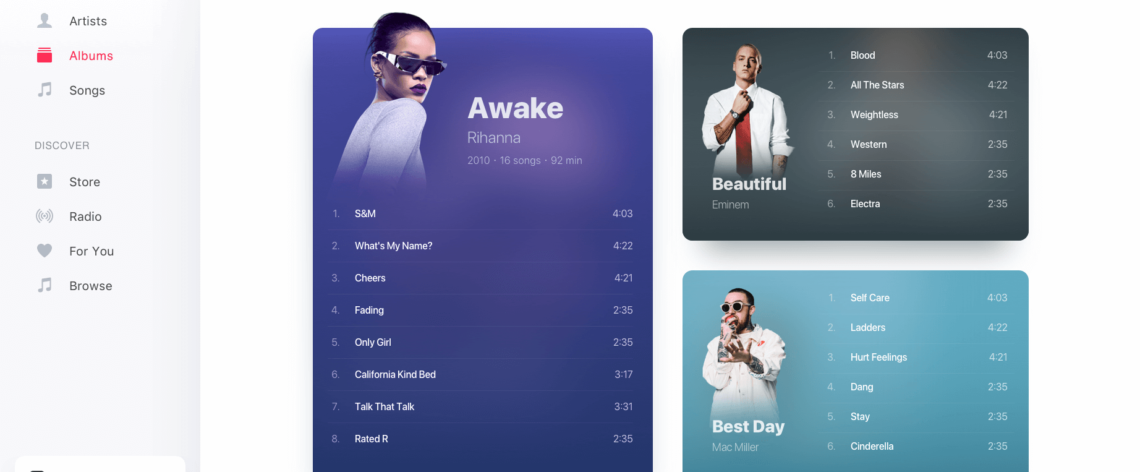 Artists
Albums
Songs
DISCOVER
Store
Radio
For You
Browse
Awake
Rihanna
2010 · 16 songs · 92 min
1. S&M 4:03
2. What's My Name? 4:22
3. Cheers 4:21
4. Fading 2:35
5. Only Girl 2:35
6. California Kind Bed 3:17
7. Talk That Talk 3:31
8. Rated R 2:35
Beautiful
Eminem
1. Blood 4:03
2. All The Stars 4:22
3. Weightless 4:21
4. Western 2:35
5. 8 Miles 2:35
6. Electra 2:35
Best Day
Mac Miller
1. Self Care 4:03
2. Ladders 4:22
3. Hurt Feelings 4:21
4. Dang 2:35
5. Stay 2:35
6. Cinderella 2:35